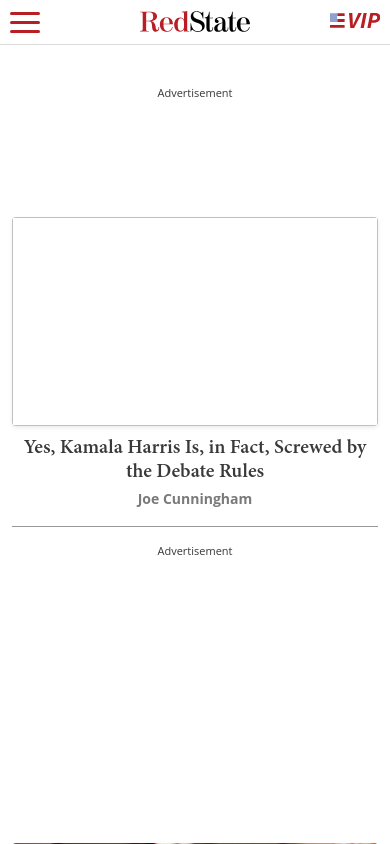 RedState
VIP
Advertisement
Yes, Kamala Harris Is, in Fact, Screwed by
the Debate Rules
Joe Cunningham
Advertisement